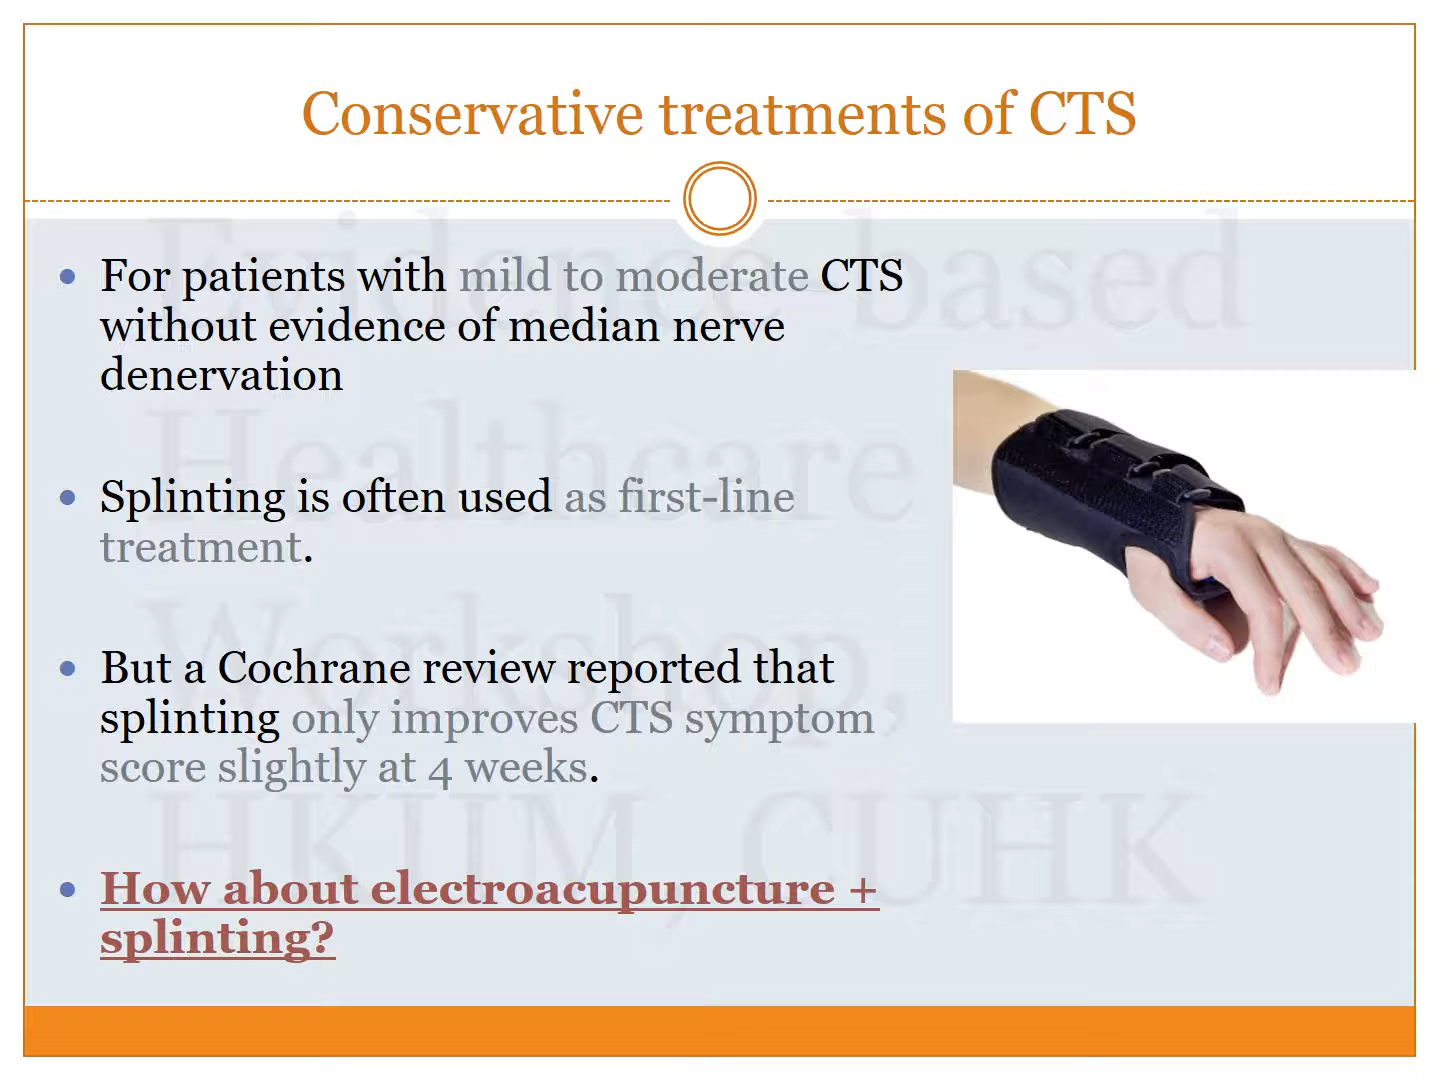 Conservative treatments of CTS
For patients with mild to moderate CTS
without evidence of median nerve
denervation
Splinting is often used as first-line
treatment.
But a Cochrane review reported that
splinting only improves CTS symptom
score slightly at 4 weeks.
How about electroacupuncture +
splinting?
Evidence-based
Healthcare
Workshop,
HKIIM, CUHK